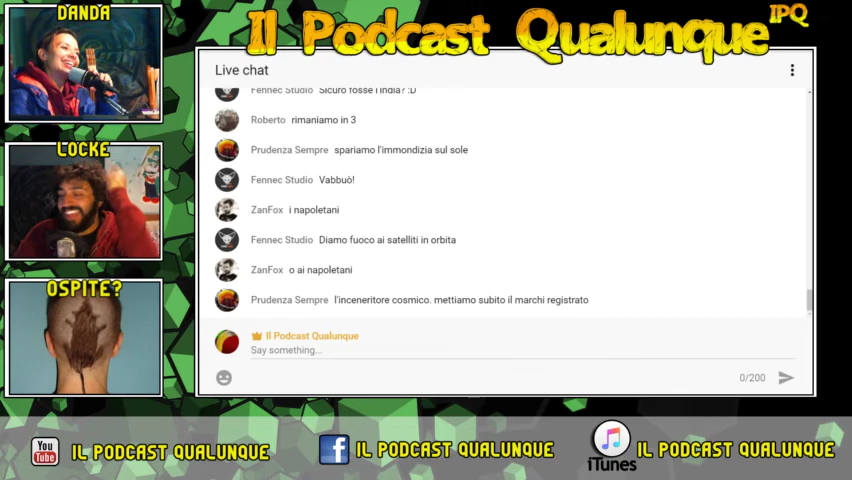 DANDA
Il Podcast Qualunque IPQ
Live chat
Fennec Studio Sicuro fosse l'India? :D
Roberto rimaniamo in 3
LOCKE
Prudenza Sempre spariamo l'immondizia sul sole
Fennec Studio Vabbuò!
ZanFox i napoletani
Fennec Studio Diamo fuoco ai satelliti in orbita
ZanFox o ai napoletani
OSPITE?
Prudenza Sempre l'inceneritore cosmico. mettiamo subito il marchi registrato
Il Podcast Qualunque
Say something...
0/200
You Tube IL PODCAST QUALUNQUE
f IL PODCAST QUALUNQUE
iTunes IL PODCAST QUALUNQUE